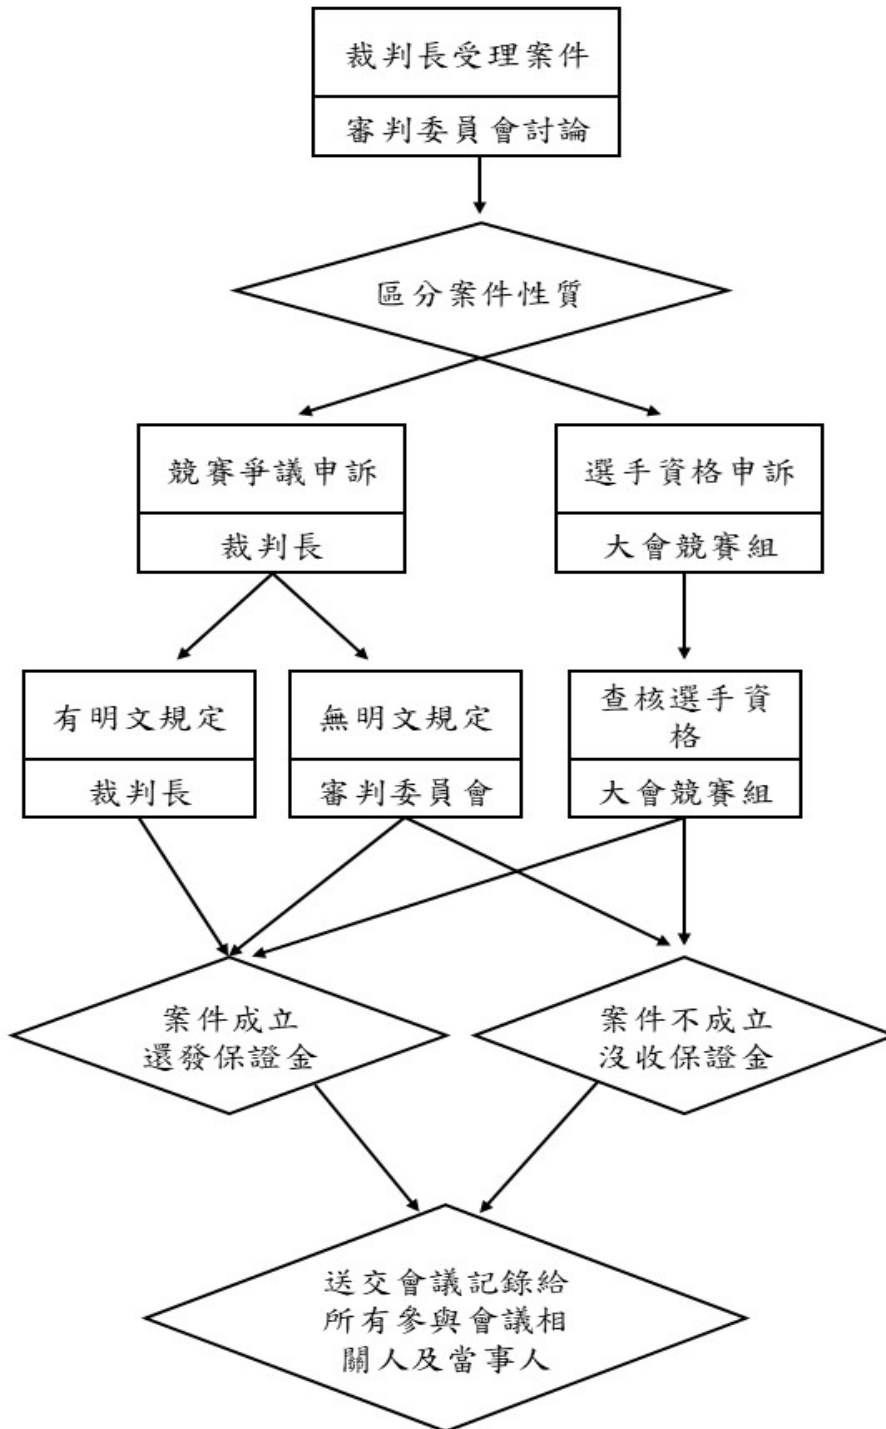 裁判長受理案件
審判委員會討論
區分案件性質
競賽爭議申訴
裁判長
選手資格申訴
大會競賽組
有明文規定
裁判長
無明文規定
審判委員會
查核選手資
格
大會競賽組
案件成立
還發保證金
案件不成立
沒收保證金
送交會議記錄給
所有參與會議相
關人及當事人